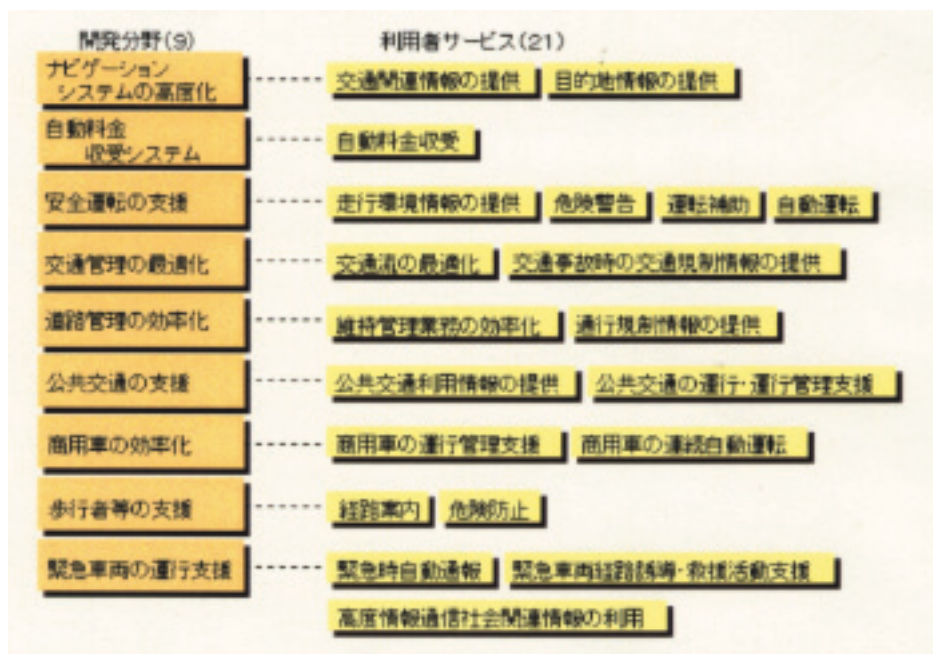 開発分野(9) 利用者サービス(21)
ナビゲーション
システムの高度化 交通関連情報の提供 目的地情報の提供
自動料金
収受システム 自動料金収受
安全運転の支援 走行環境情報の提供 危険警告 運転補助 自動運転
交通管理の最適化 交通流の最適化 交通事故時の交通規制情報の提供
道路管理の効率化 維持管理業務の効率化 通行規制情報の提供
公共交通の支援 公共交通利用情報の提供 公共交通の運行・運行管理支援
商用車の効率化 商用車の運行管理支援 商用車の連続自動運転
歩行者等の支援 経路案内 危険防止
緊急車両の運行支援 緊急時自動通報 緊急車両経路誘導・救援活動支援
高度情報通信社会関連情報の利用